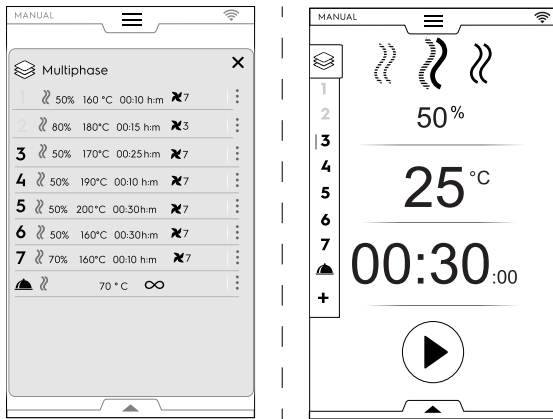 MANUAL
Multiphase
1 50% 160 °C 00:10 h:m 7
2 80% 180°C 00:15 h:m 3
3 50% 170°C 00:25h:m 7
4 50% 190°C 00:10 h:m 7
5 50% 200°C 00:30h:m 7
6 50% 160°C 00:30h:m 7
7 70% 160°C 00:10 h:m 7
70 °C ∞
MANUAL
1
2
3
4
5
6
7
+
50%
25°C
00:30:00